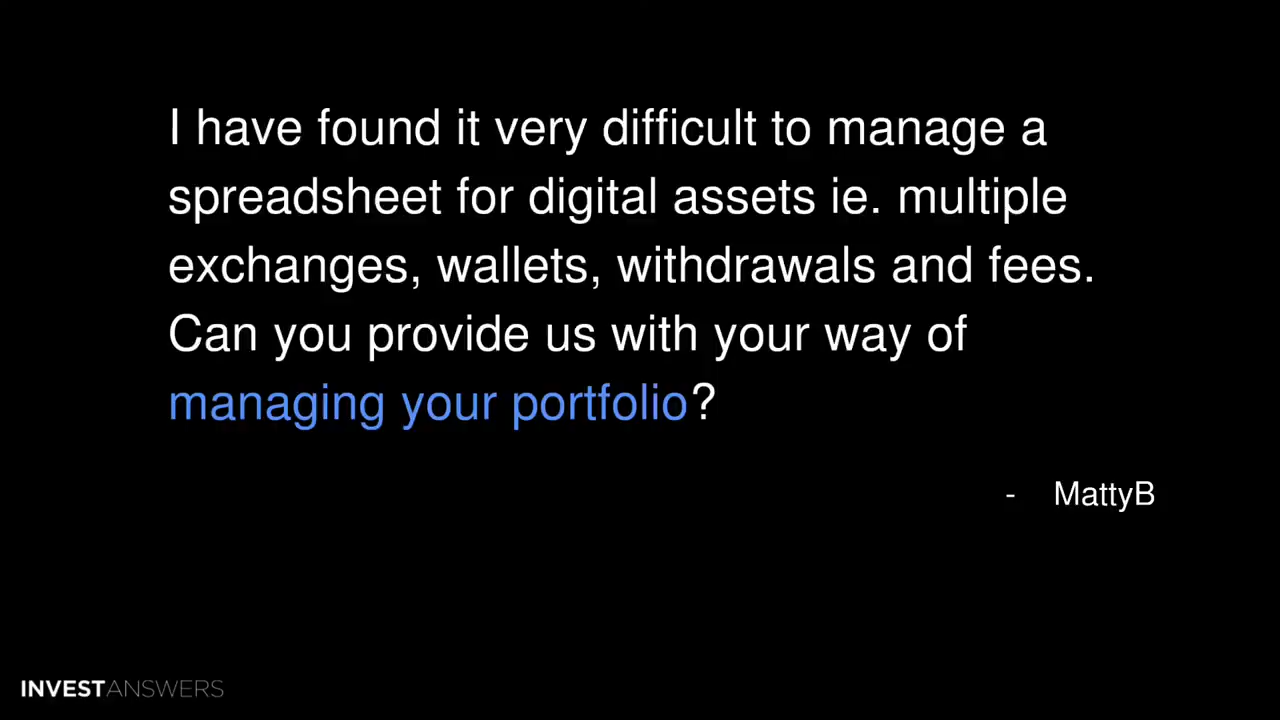 I have found it very difficult to manage a
spreadsheet for digital assets ie. multiple
exchanges, wallets, withdrawals and fees.
Can you provide us with your way of
managing your portfolio?
- MattyB
INVESTANSWERS